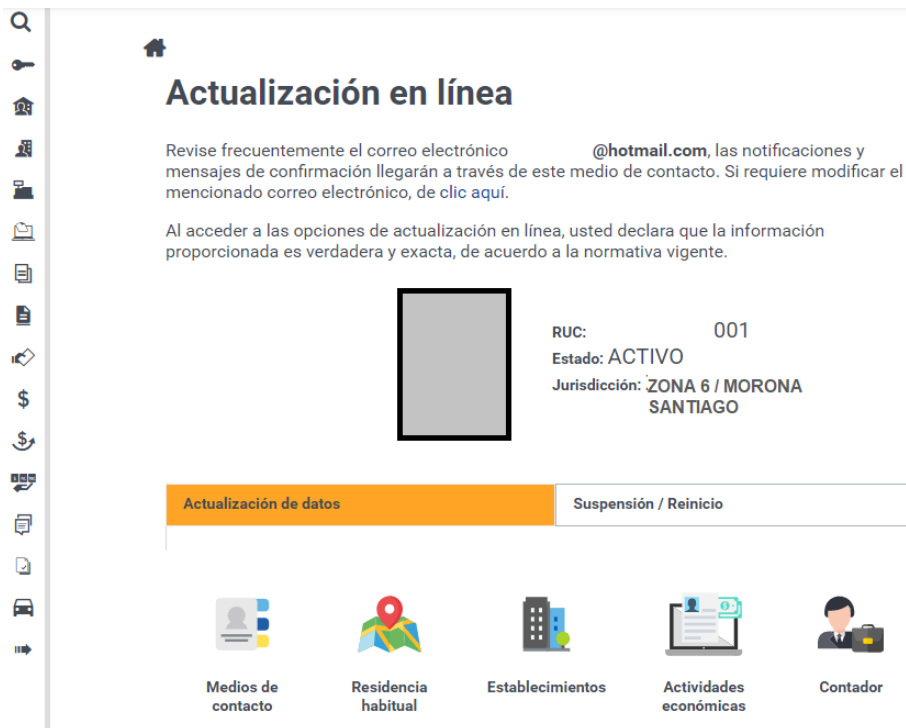 Actualización en línea
Revise frecuentemente el correo electrónico @hotmail.com, las notificaciones y
mensajes de confirmación llegarán a través de este medio de contacto. Si requiere modificar el
mencionado correo electrónico, de clic aquí.
Al acceder a las opciones de actualización en línea, usted declara que la información
proporcionada es verdadera y exacta, de acuerdo a la normativa vigente.
RUC: 001
Estado: ACTIVO
Jurisdicción: ZONA 6 / MORONA
SANTIAGO
Actualización de datos Suspensión / Reinicio
Medios de contacto
Residencia habitual
Establecimientos
Actividades económicas
Contador